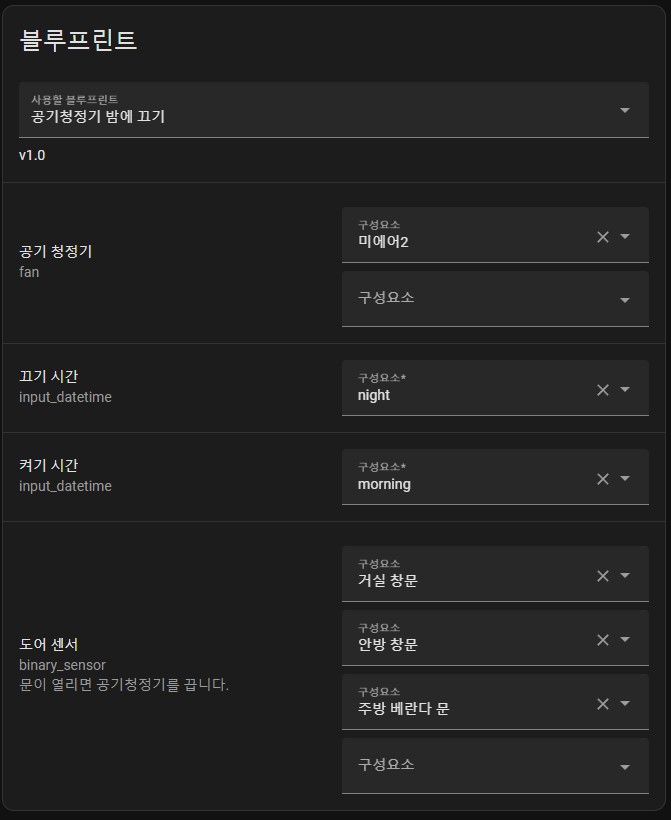 블루프린트
사용할 블루프린트
공기청정기 밤에 끄기
v1.0
공기 청정기
fan
구성요소
미에어2
구성요소
끄기 시간
input_datetime
구성요소*
night
켜기 시간
input_datetime
구성요소*
morning
도어 센서
binary_sensor
문이 열리면 공기청정기를 끕니다.
구성요소
거실 창문
구성요소
안방 창문
구성요소
주방 베란다 문
구성요소